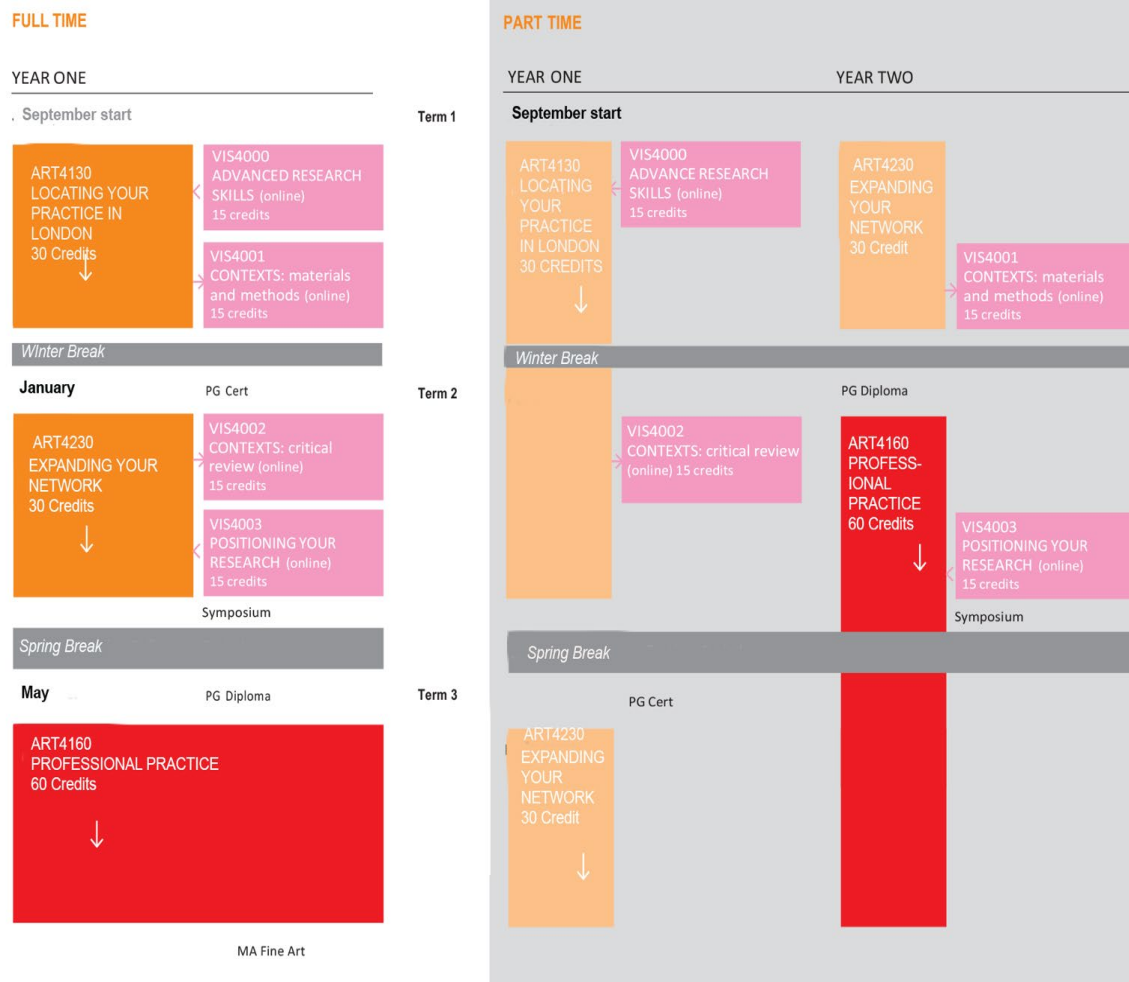 FULL TIME
YEAR ONE
September start
Term 1
ART4130
LOCATING YOUR
PRACTICE IN
LONDON
30 Credits
VIS4000
ADVANCED RESEARCH
SKILLS (online)
15 credits
VIS4001
CONTEXTS: materials
and methods (online)
15 credits
WInter Break
January
PG Cert
Term 2
ART4230
EXPANDING YOUR
NETWORK
30 Credits
VIS4002
CONTEXTS: critical
review (online)
15 credits
VIS4003
POSITIONING YOUR
RESEARCH (online)
15 credits
Symposium
Spring Break
May
PG Diploma
Term 3
ART4160
PROFESSIONAL PRACTICE
60 Credits
MA Fine Art
PART TIME
YEAR ONE
YEAR TWO
September start
ART4130
LOCATING
YOUR
PRACTICE
IN LONDON
30 CREDITS
VIS4000
ADVANCE RESEARCH
SKILLS (online)
15 credits
ART4230
EXPANDING
YOUR
NETWORK
30 Credit
VIS4001
CONTEXTS: materials
and methods (online)
15 credits
Winter Break
PG Diploma
VIS4002
CONTEXTS: critical review
(online) 15 credits
ART4160
PROFESS-
IONAL
PRACTICE
60 Credits
VIS4003
POSITIONING YOUR
RESEARCH (online)
15 credits
Symposium
Spring Break
PG Cert
ART4230
EXPANDING
YOUR
NETWORK
30 Credit